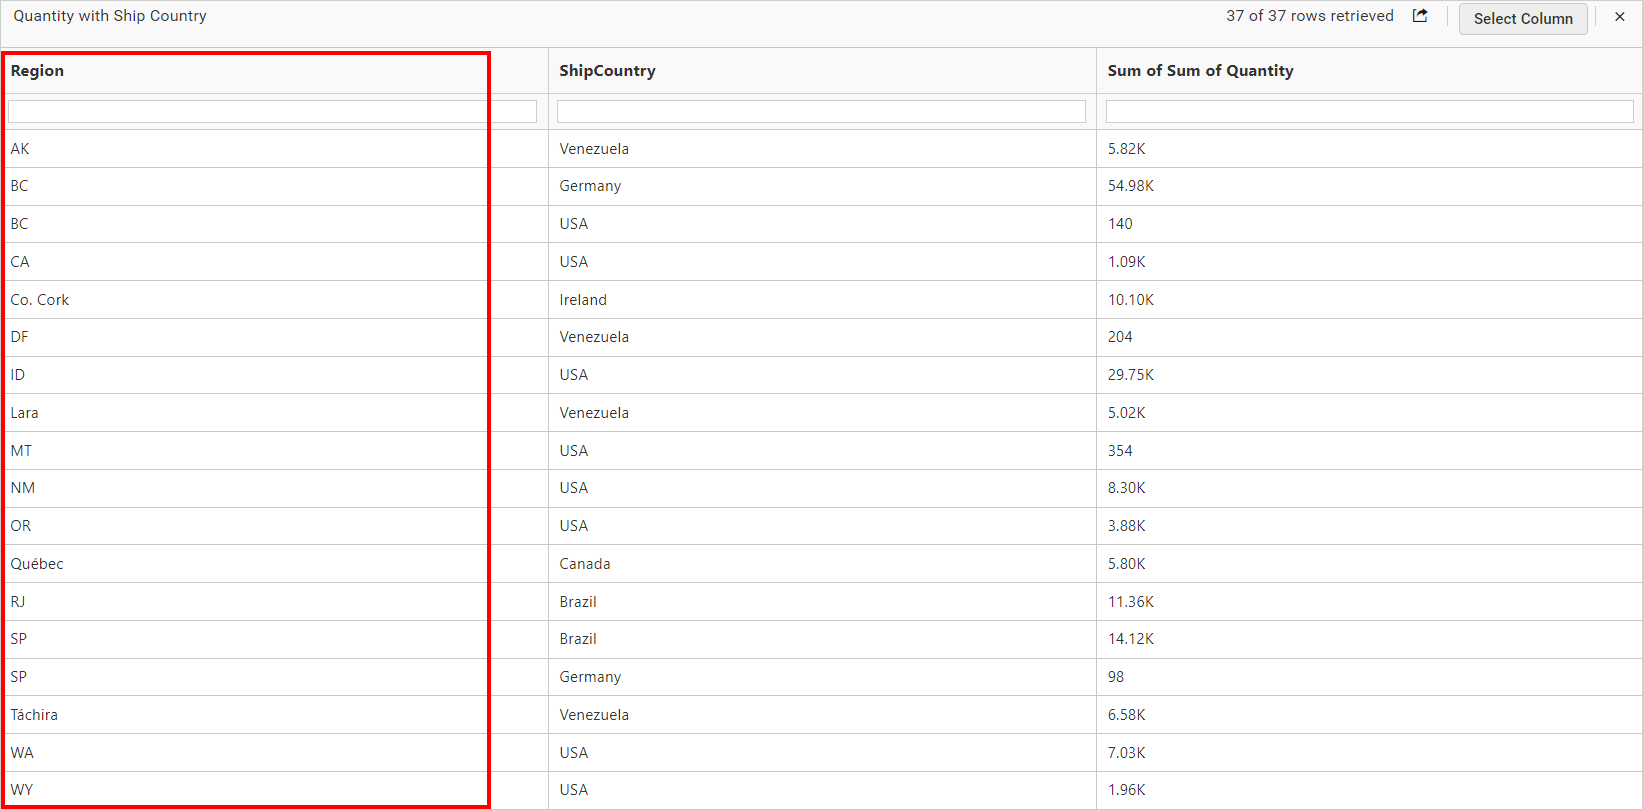 Quantity with Ship Country 37 of 37 rows retrieved Select Column
Region ShipCountry Sum of Sum of Quantity
AK Venezuela 5.82K
BC Germany 54.98K
BC USA 140
CA USA 1.09K
Co. Cork Ireland 10.10K
DF Venezuela 204
ID USA 29.75K
Lara Venezuela 5.02K
MT USA 354
NM USA 8.30K
OR USA 3.88K
Québec Canada 5.80K
RJ Brazil 11.36K
SP Brazil 14.12K
SP Germany 98
Táchira Venezuela 6.58K
WA USA 7.03K
WY USA 1.96K